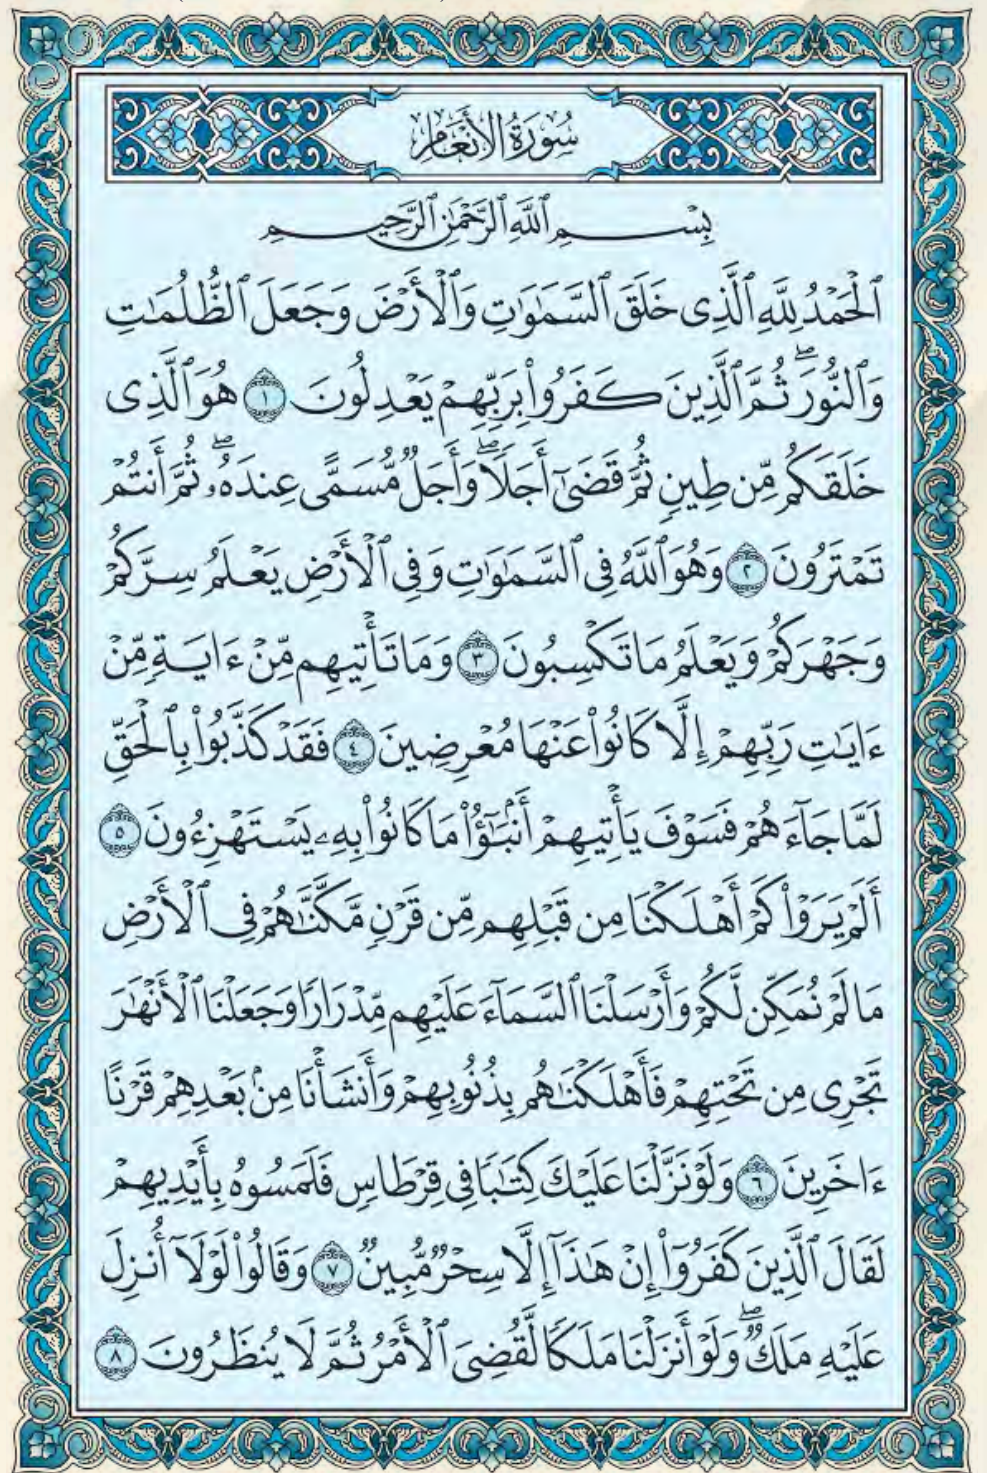 سُورَةُ الأَنْعَامِ
بِسْمِ ٱللَّهِ ٱلرَّحْمَٰنِ ٱلرَّحِيمِ
ٱلْحَمْدُ لِلَّهِ ٱلَّذِى خَلَقَ ٱلسَّمَٰوَٰتِ وَٱلْأَرْضَ وَجَعَلَ ٱلظُّلُمَٰتِ
وَٱلنُّورَۖ ثُمَّ ٱلَّذِينَ كَفَرُوا۟ بِرَبِّهِمْ يَعْدِلُونَ ١ هُوَ ٱلَّذِى
خَلَقَكُم مِّن طِينٍ ثُمَّ قَضَىٰٓ أَجَلًاۖ وَأَجَلٌ مُّسَمًّى عِندَهُۥۖ ثُمَّ أَنتُمْ
تَمْتَرُونَ ٢ وَهُوَ ٱللَّهُ فِى ٱلسَّمَٰوَٰتِ وَفِى ٱلْأَرْضِ يَعْلَمُ سِرَّكُمْ
وَجَهْرَكُمْ وَيَعْلَمُ مَا تَكْسِبُونَ ٣ وَمَا تَأْتِيهِم مِّنْ ءَايَةٍ مِّنْ
ءَايَٰتِ رَبِّهِمْ إِلَّا كَانُوا۟ عَنْهَا مُعْرِضِينَ ٤ فَقَدْ كَذَّبُوا۟ بِٱلْحَقِّ
لَمَّا جَآءَهُمْ فَسَوْفَ يَأْتِيهِمْ أَنۢبَٰٓؤُا۟ مَا كَانُوا۟ بِهِۦ يَسْتَهْزِءُونَ ٥
أَلَمْ يَرَوْا۟ كَمْ أَهْلَكْنَا مِن قَبْلِهِم مِّن قَرْنٍ مَّكَّنَّٰهُمْ فِى ٱلْأَرْضِ
مَا لَمْ نُمَكِّن لَّكُمْ وَأَرْسَلْنَا ٱلسَّمَآءَ عَلَيْهِم مِّدْرَارًا وَجَعَلْنَا ٱلْأَنْهَٰرَ
تَجْرِى مِن تَحْتِهِمْ فَأَهْلَكْنَٰهُم بِذُنُوبِهِمْ وَأَنشَأْنَا مِنۢ بَعْدِهِمْ قَرْنًا
ءَاخَرِينَ ٦ وَلَوْ نَزَّلْنَا عَلَيْكَ كِتَٰبًا فِى قِرْطَاسٍ فَلَمَسُوهُ بِأَيْدِيهِمْ
لَقَالَ ٱلَّذِينَ كَفَرُوٓا۟ إِنْ هَٰذَآ إِلَّا سِحْرٌ مُّبِينٌ ٧ وَقَالُوا۟ لَوْلَآ أُنزِلَ
عَلَيْهِ مَلَكٌۖ وَلَوْ أَنزَلْنَا مَلَكًا لَّقُضِىَ ٱلْأَمْرُ ثُمَّ لَا يُنظَرُونَ ٨